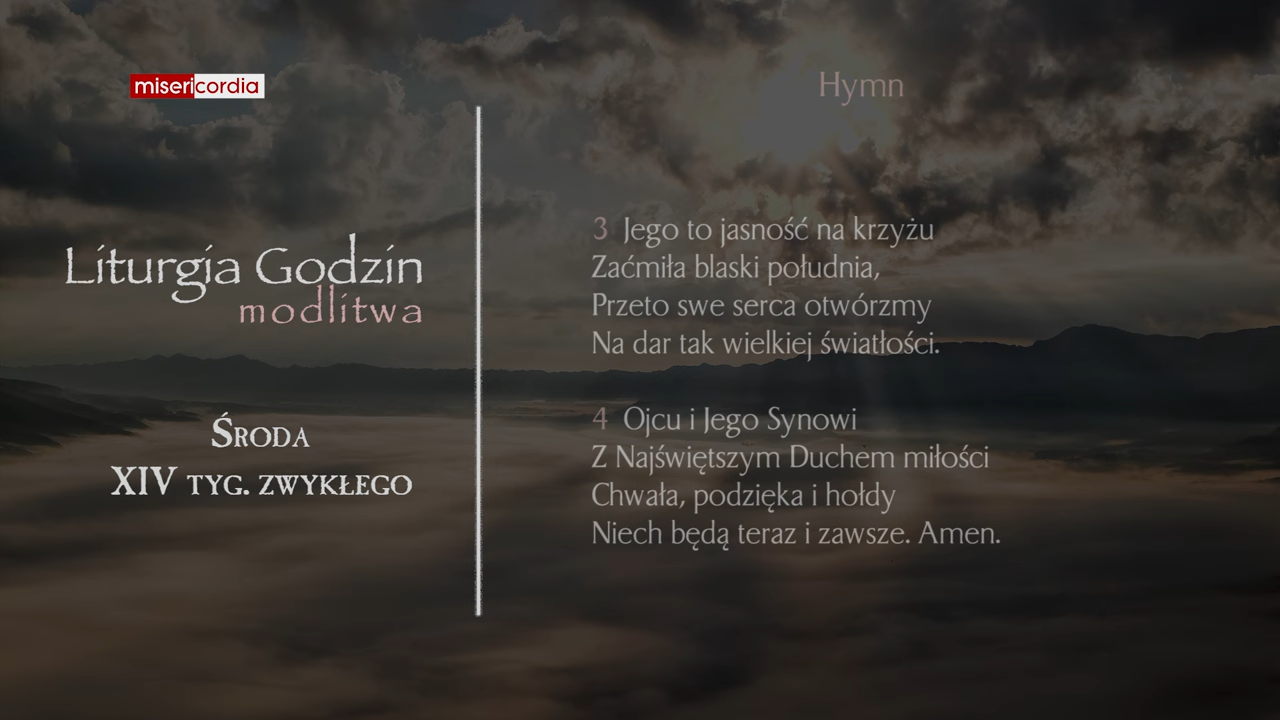 misericordia
Liturgia Godzin
modlitwa
Środa
XIV tyg. zwykłego
Hymn
3 Jego to jasność na krzyżu
Zaćmiła blaski południa,
Przeto swe serca otwórzmy
Na dar tak wielkiej światłości.
4 Ojcu i Jego Synowi
Z Najświętszym Duchem miłości
Chwała, podzięka i hołdy
Niech będą teraz i zawsze. Amen.